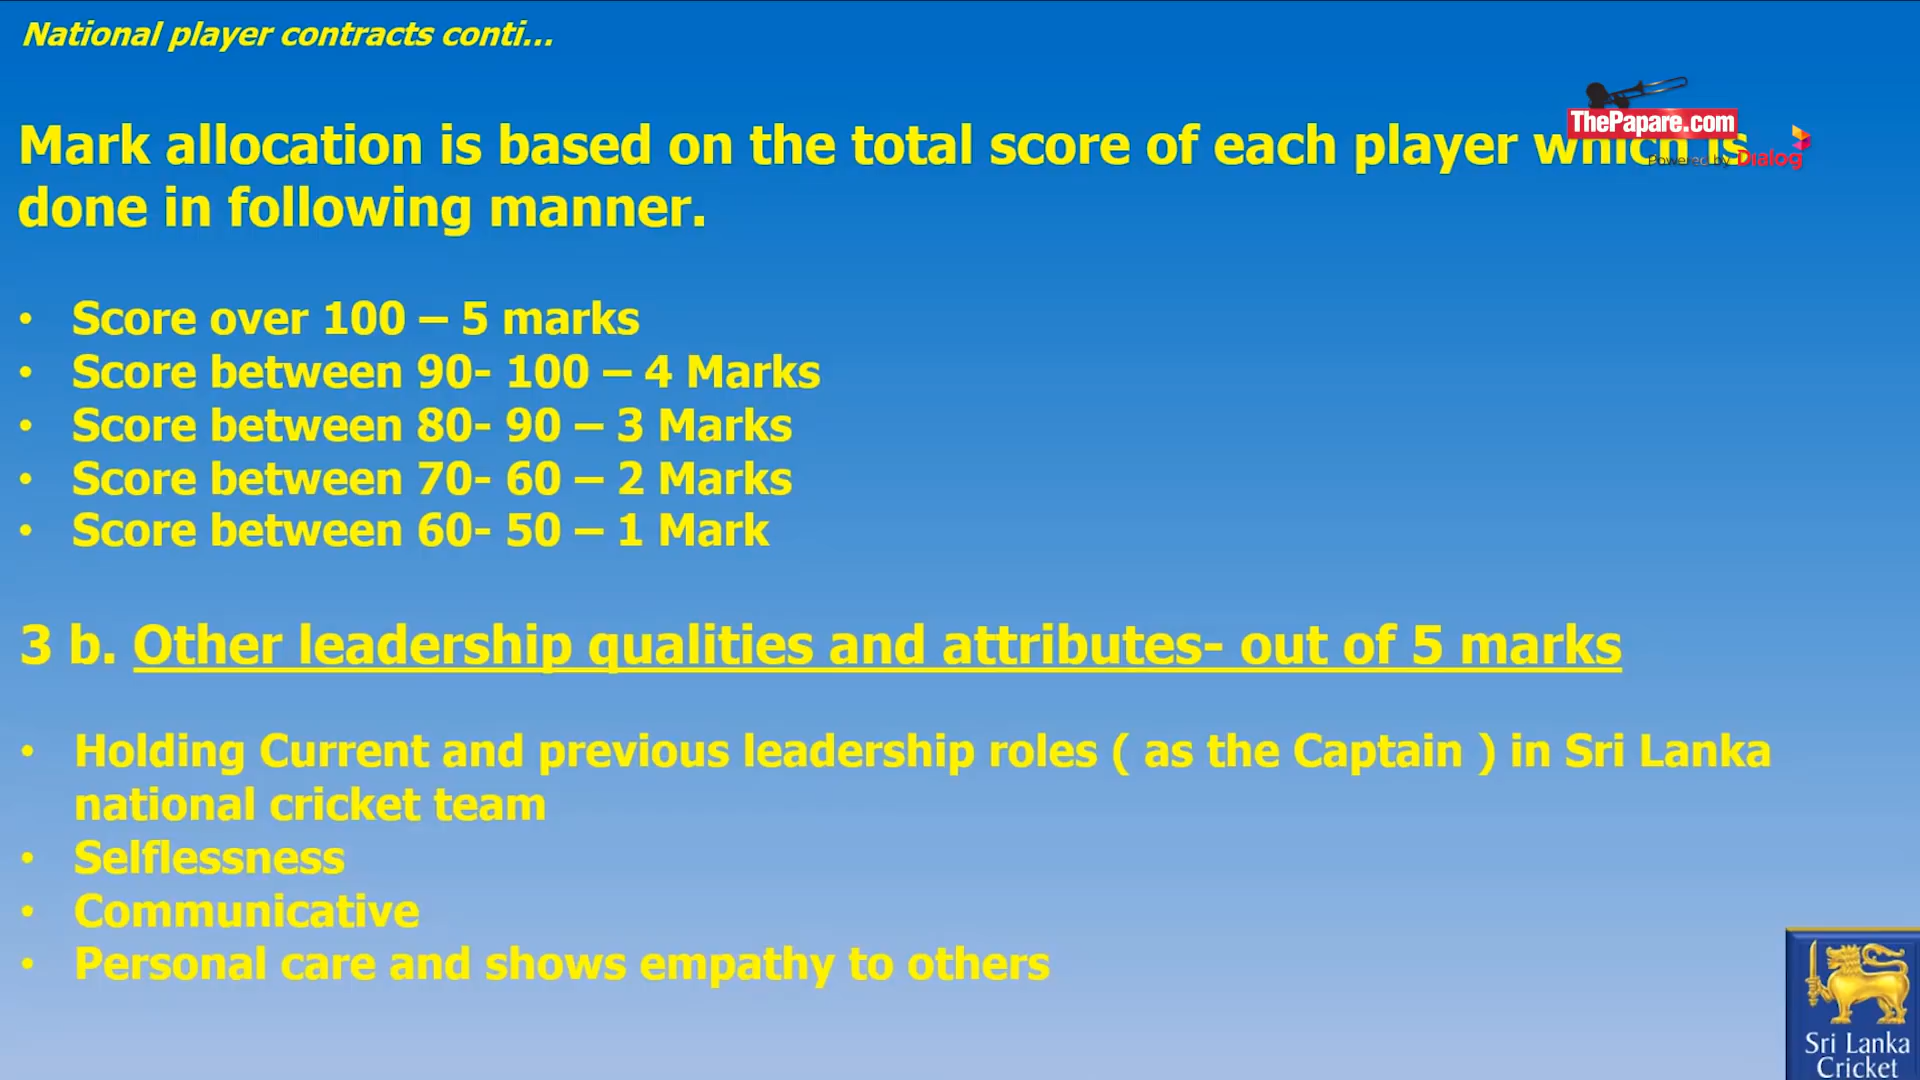 National player contracts conti...
ThePapare.com
Mark allocation is based on the total score of each player which is
Powered by Dialog
done in following manner.
• Score over 100 – 5 marks
• Score between 90- 100 – 4 Marks
• Score between 80- 90 – 3 Marks
• Score between 70- 60 – 2 Marks
• Score between 60- 50 – 1 Mark
3 b. Other leadership qualities and attributes- out of 5 marks
• Holding Current and previous leadership roles ( as the Captain ) in Sri Lanka
national cricket team
• Selflessness
• Communicative
• Personal care and shows empathy to others
Sri Lanka
Cricket